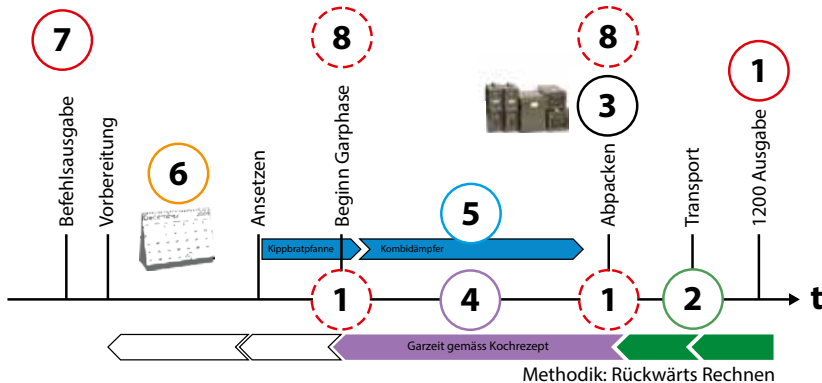 7
8
8
1
3
Befehlsausgabe
Vorbereitung
6
Ansetzen
Beginn Garphase
5
Abpacken
Transport
1200 Ausgabe
Kippbratpfanne
Kombidämpfer
1
4
1
2
t
Garzeit gemäss Kochrezept
Methodik: Rückwärts Rechnen